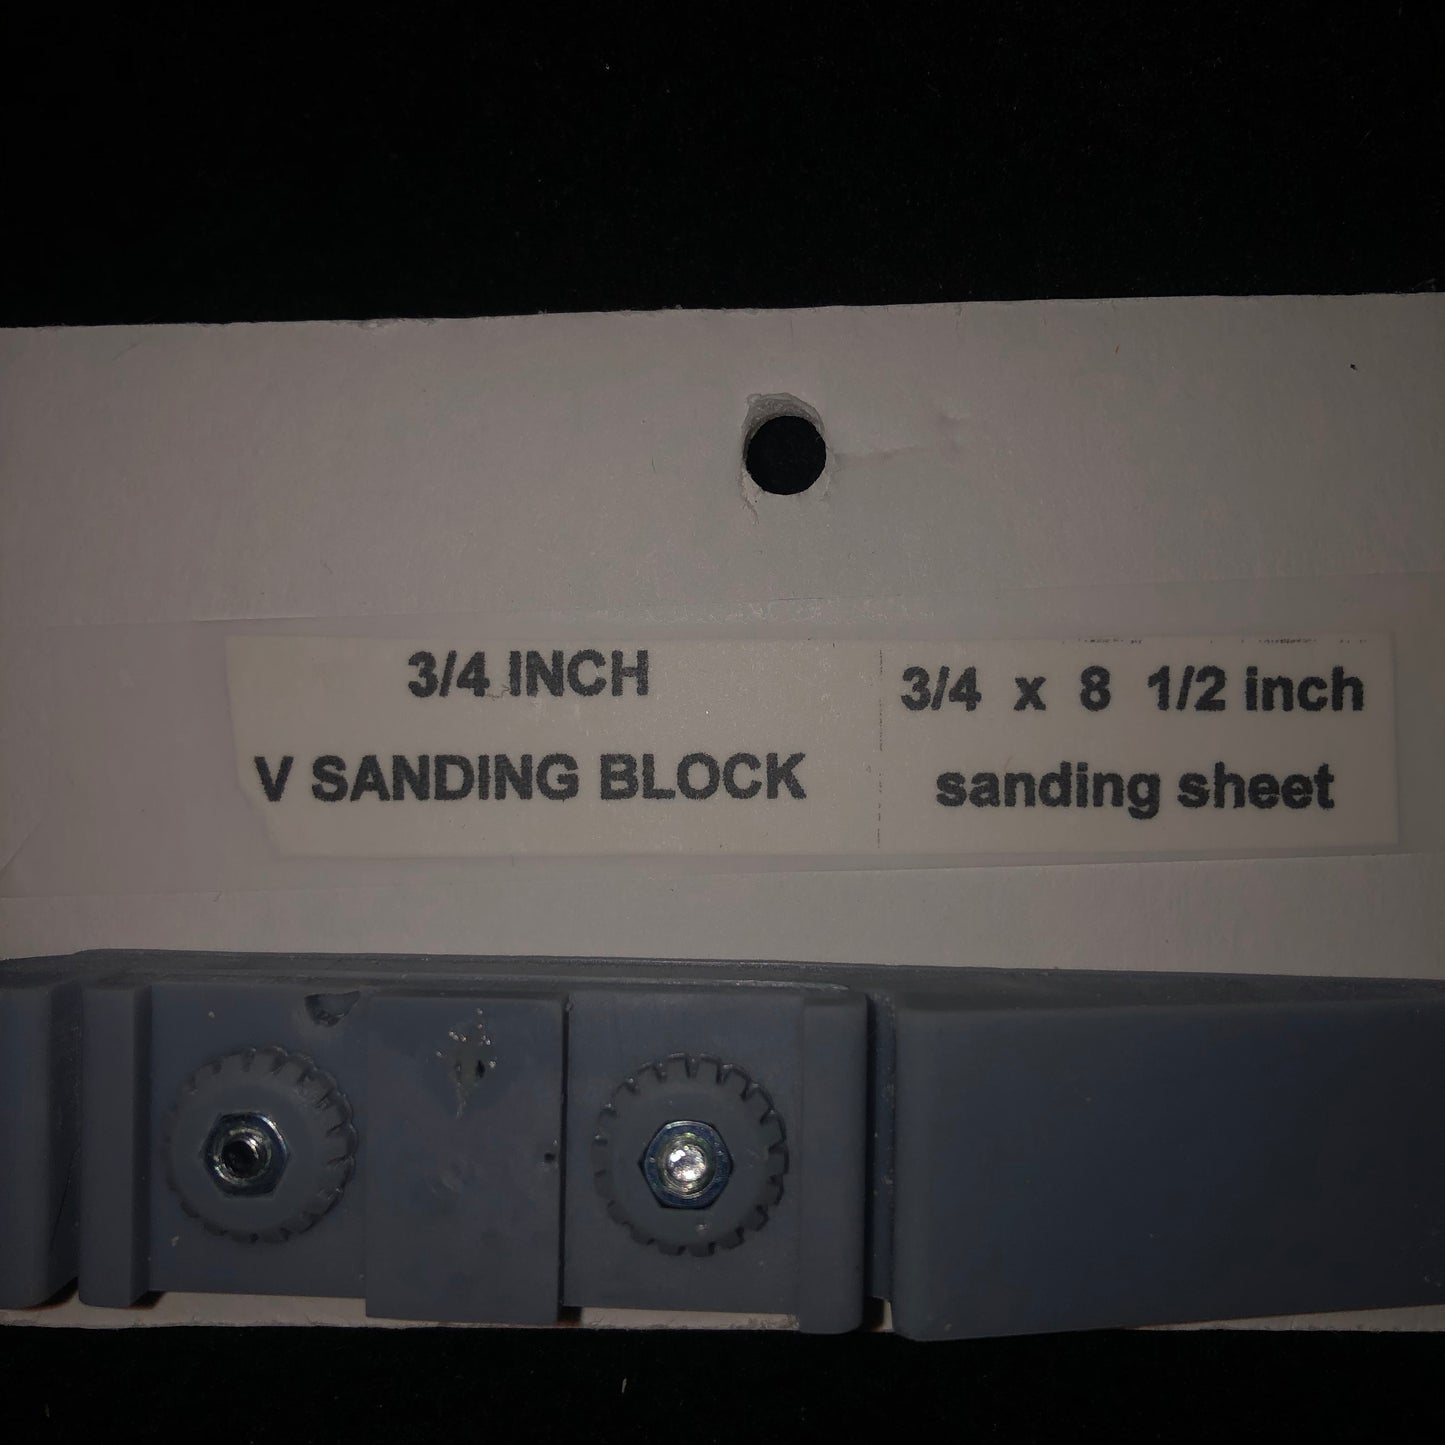 3/4 INCH
V SANDING BLOCK
3/4 x 8 1/2 inch
sanding sheet